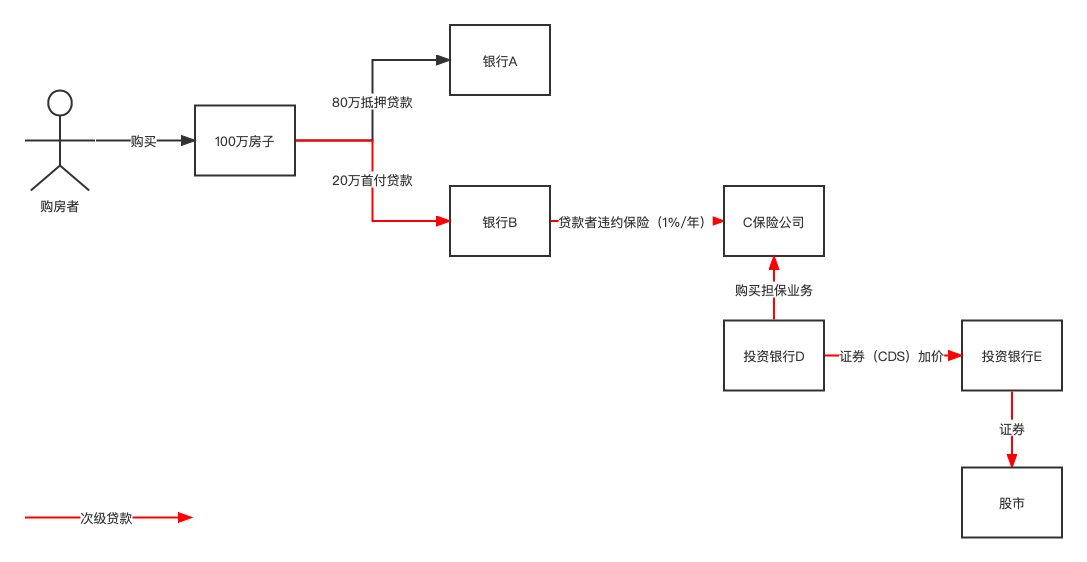 银行A
80万抵押贷款
购买
100万房子
20万首付贷款
购房者
银行B
贷款者违约保险（1%/年）
C保险公司
购买担保业务
投资银行D
证券（CDS）加价
投资银行E
证券
股市
次级贷款